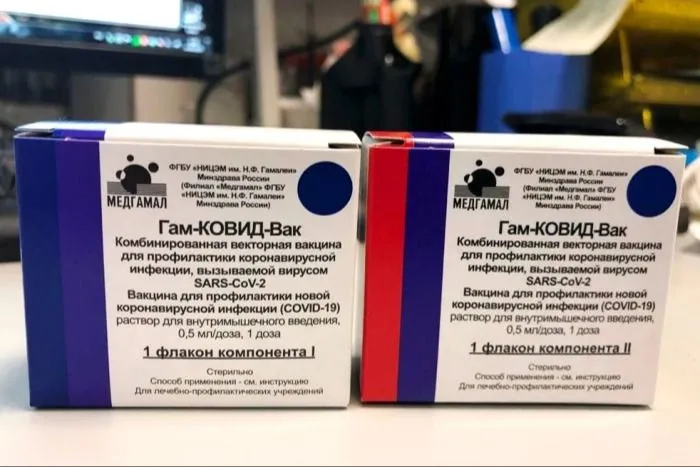 МЕДГАМАЛ
ФГБУ «НИЦЭМ им. Н.Ф. Гамалеи»
Минздрава России
(Филиал «Медгамал» ФГБУ
«НИЦЭМ им. Н.Ф. Гамалеи»
Минздрава России)
Гам-КОВИД-Вак
Комбинированная векторная вакцина
для профилактики коронавирусной
инфекции, вызываемой вирусом
SARS-CoV-2
Вакцина для профилактики новой
коронавирусной инфекции (COVID-19)
раствор для внутримышечного введения,
0,5 мл/доза, 1 доза
1 флакон компонента I
Стерильно
Способ применения - см. инструкцию
Для лечебно-профилактических учреждений
МЕДГАМАЛ
ФГБУ «НИЦЭМ им. Н.Ф. Гамалеи»
Минздрава России
(Филиал «Медгамал» ФГБУ
«НИЦЭМ им. Н.Ф. Гамалеи»
Минздрава России)
Гам-КОВИД-Вак
Комбинированная векторная вакцина
для профилактики коронавирусной
инфекции, вызываемой вирусом
SARS-CoV-2
Вакцина для профилактики новой
коронавирусной инфекции (COVID-19)
раствор для внутримышечного введения,
0,5 мл/доза, 1 доза
1 флакон компонента II
Стерильно
Способ применения - см. инструкцию
Для лечебно-профилактических учреждений